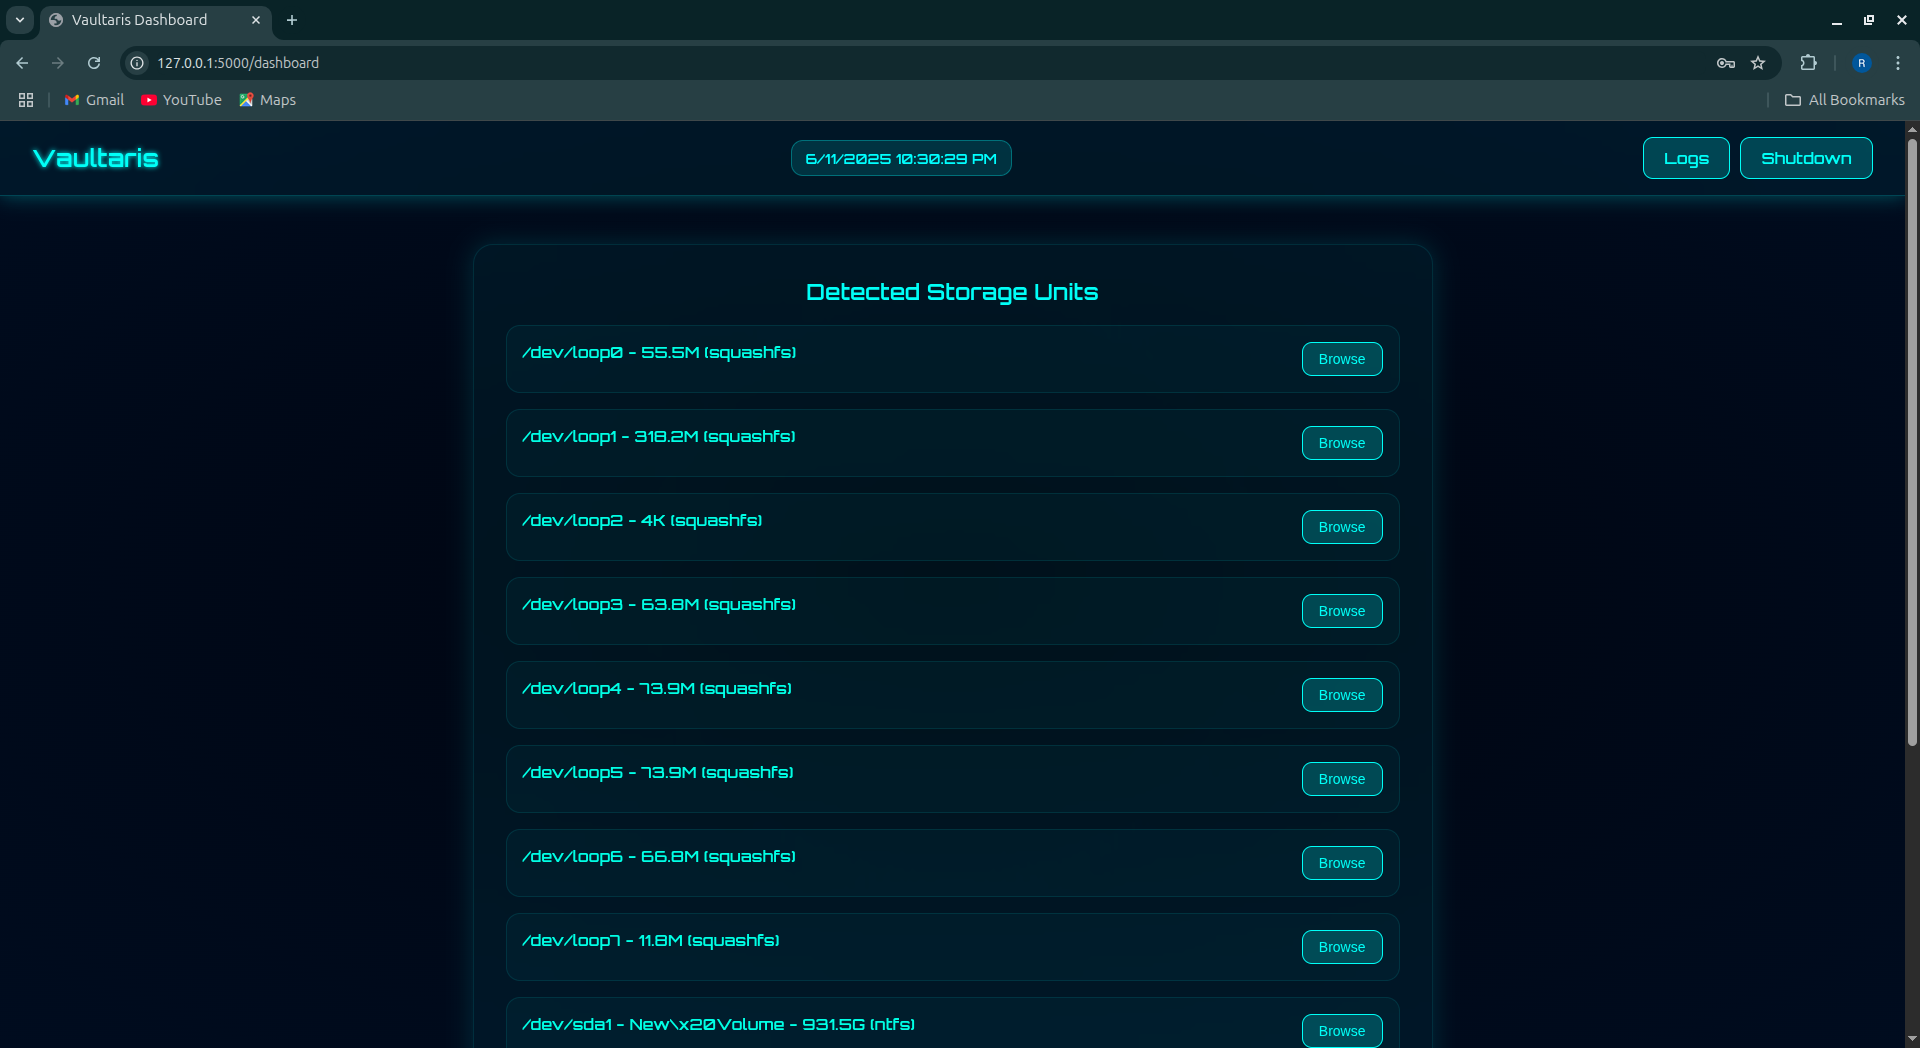 Vaultaris Dashboard
127.0.0.1:5000/dashboard
Gmail YouTube Maps All Bookmarks
Vaultaris 6/11/2025 10:30:29 PM Logs Shutdown
Detected Storage Units
/dev/loop0 - 55.5M (squashfs) Browse
/dev/loop1 - 318.2M (squashfs) Browse
/dev/loop2 - 4K (squashfs) Browse
/dev/loop3 - 63.8M (squashfs) Browse
/dev/loop4 - 73.9M (squashfs) Browse
/dev/loop5 - 73.9M (squashfs) Browse
/dev/loop6 - 66.8M (squashfs) Browse
/dev/loop7 - 11.8M (squashfs) Browse
/dev/sda1 - New\x20Volume - 931.5G (ntfs) Browse